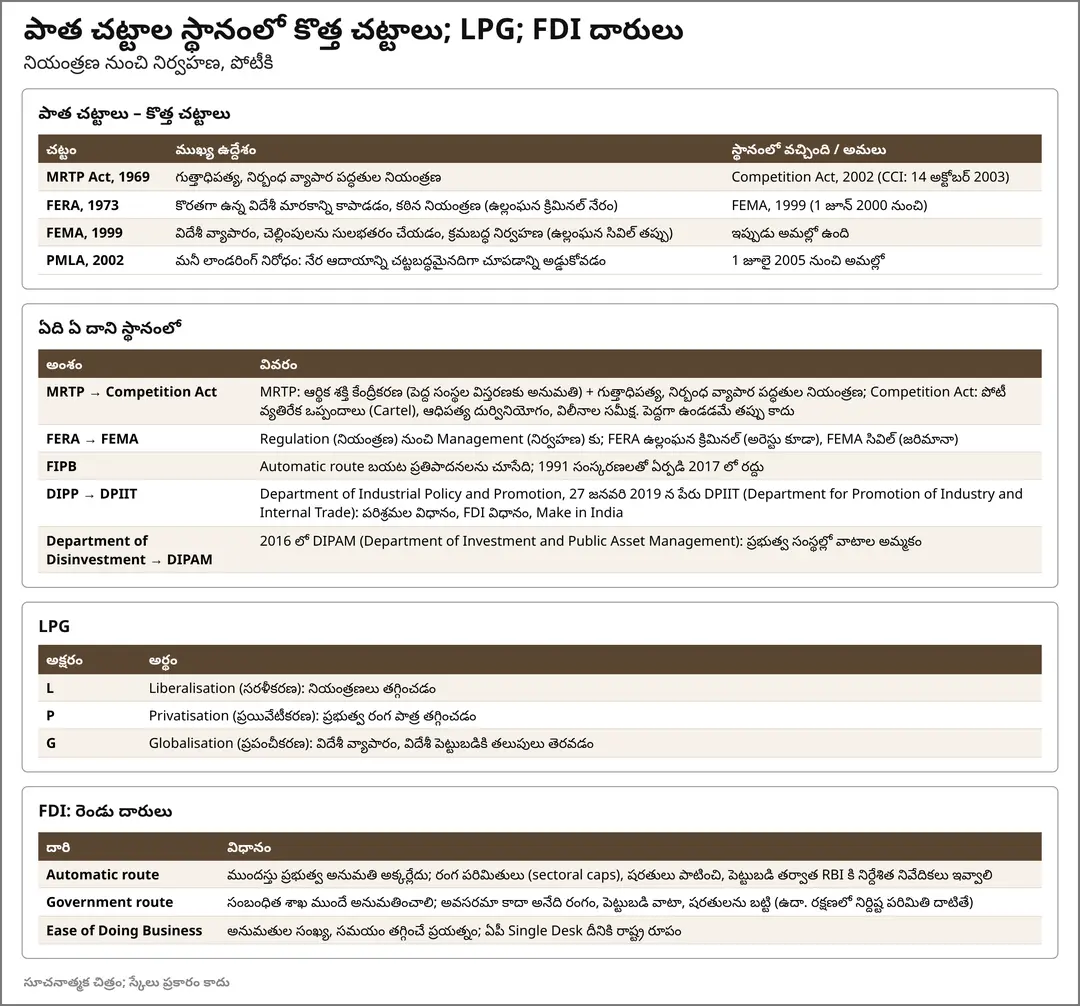 పాత చట్టాల స్థానంలో కొత్త చట్టాలు; LPG; FDI దారులు
నియంత్రణ నుంచి నిర్వహణ, పోటీకి
పాత చట్టాలు – కొత్త చట్టాలు
చట్టం ముఖ్య ఉద్దేశం స్థానంలో వచ్చింది / అమలు
MRTP Act, 1969 గుత్తాధిపత్య, నిర్బంధ వ్యాపార పద్ధతుల నియంత్రణ Competition Act, 2002 (CCI: 14 అక్టోబర్ 2003)
FERA, 1973 కొరతగా ఉన్న విదేశీ మారకాన్ని కాపాడడం, కఠిన నియంత్రణ (ఉల్లంఘన క్రిమినల్ నేరం) FEMA, 1999 (1 జూన్ 2000 నుంచి)
FEMA, 1999 విదేశీ వ్యాపారం, చెల్లింపులను సులభతరం చేయడం, క్రమబద్ధ నిర్వహణ (ఉల్లంఘన సివిల్ తప్పు) ఇప్పుడు అమల్లో ఉంది
PMLA, 2002 మనీ లాండరింగ్ నిరోధం: నేర ఆదాయాన్ని చట్టబద్ధమైనదిగా చూపడాన్ని అడ్డుకోవడం 1 జూలై 2005 నుంచి అమల్లో
ఏది ఏ దాని స్థానంలో
అంశం వివరం
MRTP → Competition Act MRTP: ఆర్థిక శక్తి కేంద్రీకరణ (పెద్ద సంస్థల విస్తరణకు అనుమతి) + గుత్తాధిపత్య, నిర్బంధ వ్యాపార పద్ధతుల నియంత్రణ; Competition Act: పోటీ
వ్యతిరేక ఒప్పందాలు (Cartel), ఆధిపత్య దుర్వినియోగం, విలీనాల సమీక్ష. పెద్దగా ఉండడమే తప్పు కాదు
FERA → FEMA Regulation (నియంత్రణ) నుంచి Management (నిర్వహణ) కు; FERA ఉల్లంఘన క్రిమినల్ (అరెస్టు కూడా), FEMA సివిల్ (జరిమానా)
FIPB Automatic route బయట ప్రతిపాదనలను చూసేది; 1991 సంస్కరణలతో ఏర్పడి 2017 లో రద్దు
DIPP → DPIIT Department of Industrial Policy and Promotion, 27 జనవరి 2019 న పేరు DPIIT (Department for Promotion of Industry and
Internal Trade): పరిశ్రమల విధానం, FDI విధానం, Make in India
Department of
Disinvestment → DIPAM 2016 లో DIPAM (Department of Investment and Public Asset Management): ప్రభుత్వ సంస్థల్లో వాటాల అమ్మకం
LPG
అక్షరం అర్థం
L Liberalisation (సరళీకరణ): నియంత్రణలు తగ్గించడం
P Privatisation (ప్రయివేటీకరణ): ప్రభుత్వ రంగ పాత్ర తగ్గించడం
G Globalisation (ప్రపంచీకరణ): విదేశీ వ్యాపారం, విదేశీ పెట్టుబడికి తలుపులు తెరవడం
FDI: రెండు దారులు
దారి విధానం
Automatic route ముందస్తు ప్రభుత్వ అనుమతి అక్కర్లేదు; రంగ పరిమితులు (sectoral caps), షరతులు పాటించి, పెట్టుబడి తర్వాత RBI కి నిర్దేశిత నివేదికలు ఇవ్వాలి
Government route సంబంధిత శాఖ ముందే అనుమతించాలి; అవసరమా కాదా అనేది రంగం, పెట్టుబడి వాటా, షరతులను బట్టి (ఉదా. రక్షణలో నిర్దిష్ట పరిమితి దాటితే)
Ease of Doing Business అనుమతుల సంఖ్య, సమయం తగ్గించే ప్రయత్నం; ఏపీ Single Desk దీనికి రాష్ట్ర రూపం
సూచనాత్మక చిత్రం; స్కేలు ప్రకారం కాదు